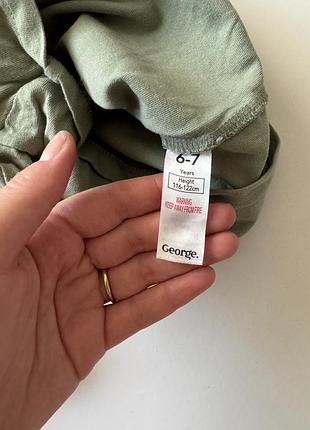 6-7
Years
Height
116-122cm
WARNING
KEEP AWAY FROM FIRE
George.